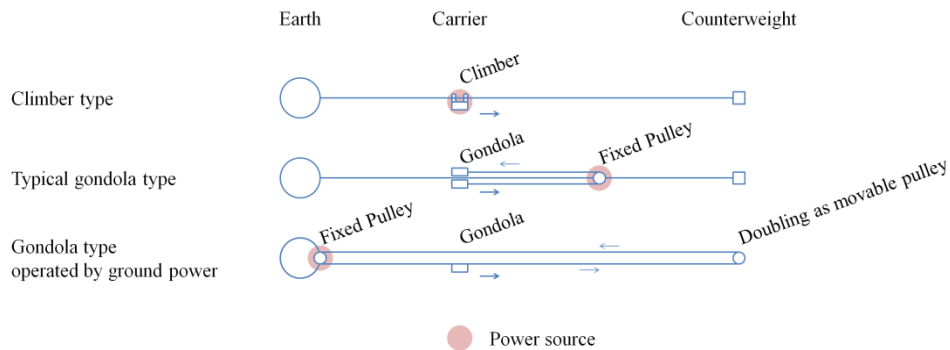 Earth
Carrier
Counterweight
Climber
Climber type
Gondola
Fixed Pulley
Typical gondola type
Doubling as movable pulley
Fixed Pulley
Gondola
Gondola type
operated by ground power
Power source